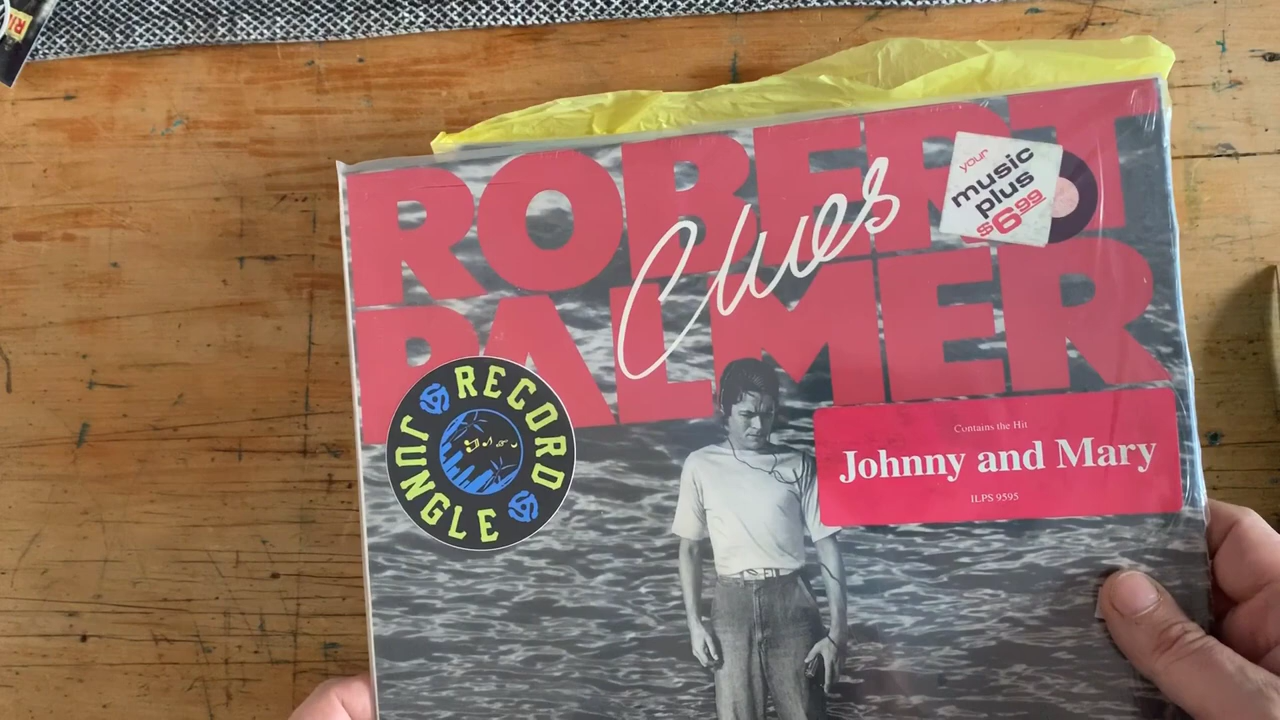 ROBERT
PALMER
Clues
your
music
plus
$6.99
RECORD
JUNGLE
Contains the Hit
Johnny and Mary
ILPS 9595